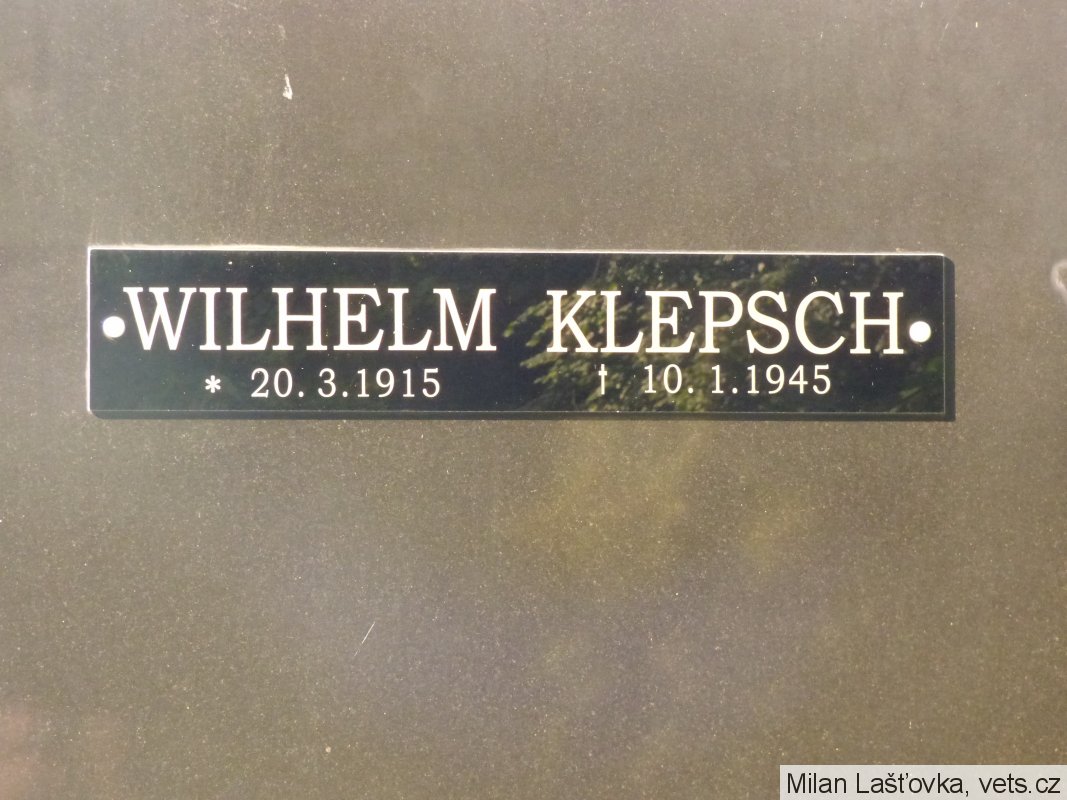 WILHELM KLEPSCH
* 20.3.1915 † 10.1.1945
Milan Lašťovka, vets.cz